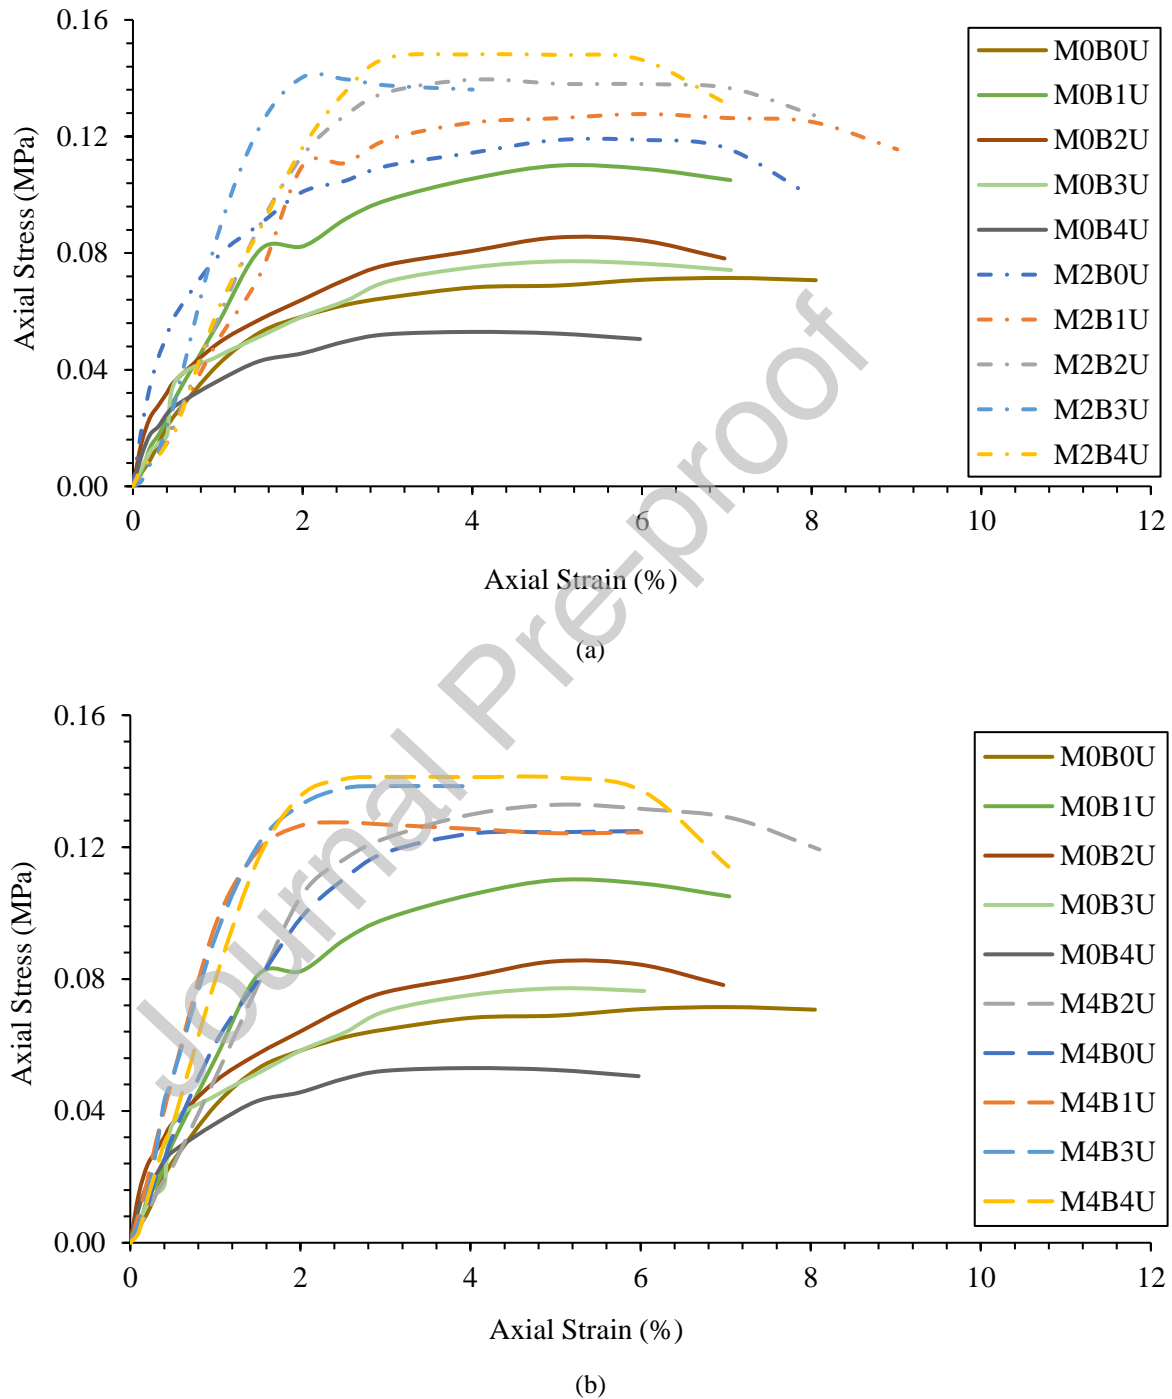 0.16
0.12
0.08
0.04
0.00
Axial Stress (MPa)
0 2 4 6 8 10 12
Axial Strain (%)
M0B0U
M0B1U
M0B2U
M0B3U
M0B4U
M2B0U
M2B1U
M2B2U
M2B3U
M2B4U
(a)
Journal Pre-proof
0.16
0.12
0.08
0.04
0.00
Axial Stress (MPa)
0 2 4 6 8 10 12
Axial Strain (%)
M0B0U
M0B1U
M0B2U
M0B3U
M0B4U
M4B2U
M4B0U
M4B1U
M4B3U
M4B4U
(b)